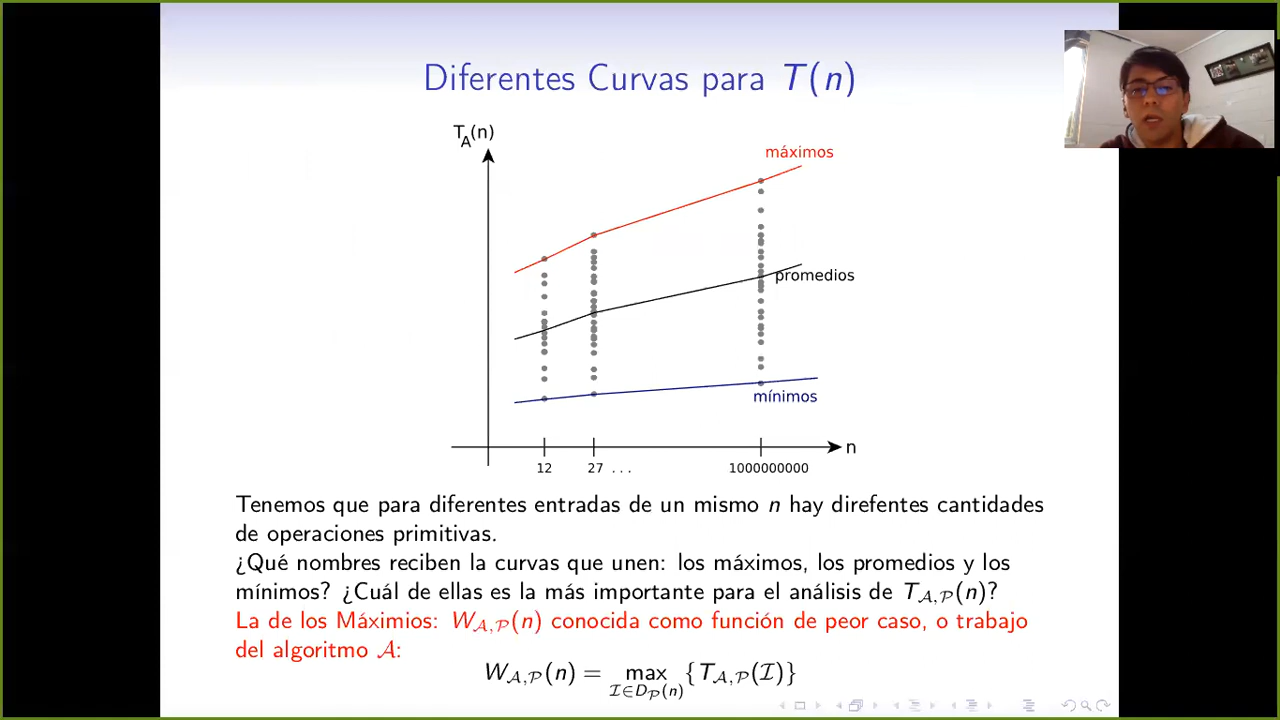 Diferentes Curvas para T(n)
T_A(n)
máximos
promedios
mínimos
n
12 27 ... 1000000000
Tenemos que para diferentes entradas de un mismo n hay direfentes cantidades
de operaciones primitivas.
¿Qué nombres reciben la curvas que unen: los máximos, los promedios y los
mínimos? ¿Cuál de ellas es la más importante para el análisis de T_{A,P}(n)?
La de los Máximios: W_{A,P}(n) conocida como función de peor caso, o trabajo
del algoritmo A:
W_{A,P}(n) = max_{I∈D_P(n)} {T_{A,P}(I)}